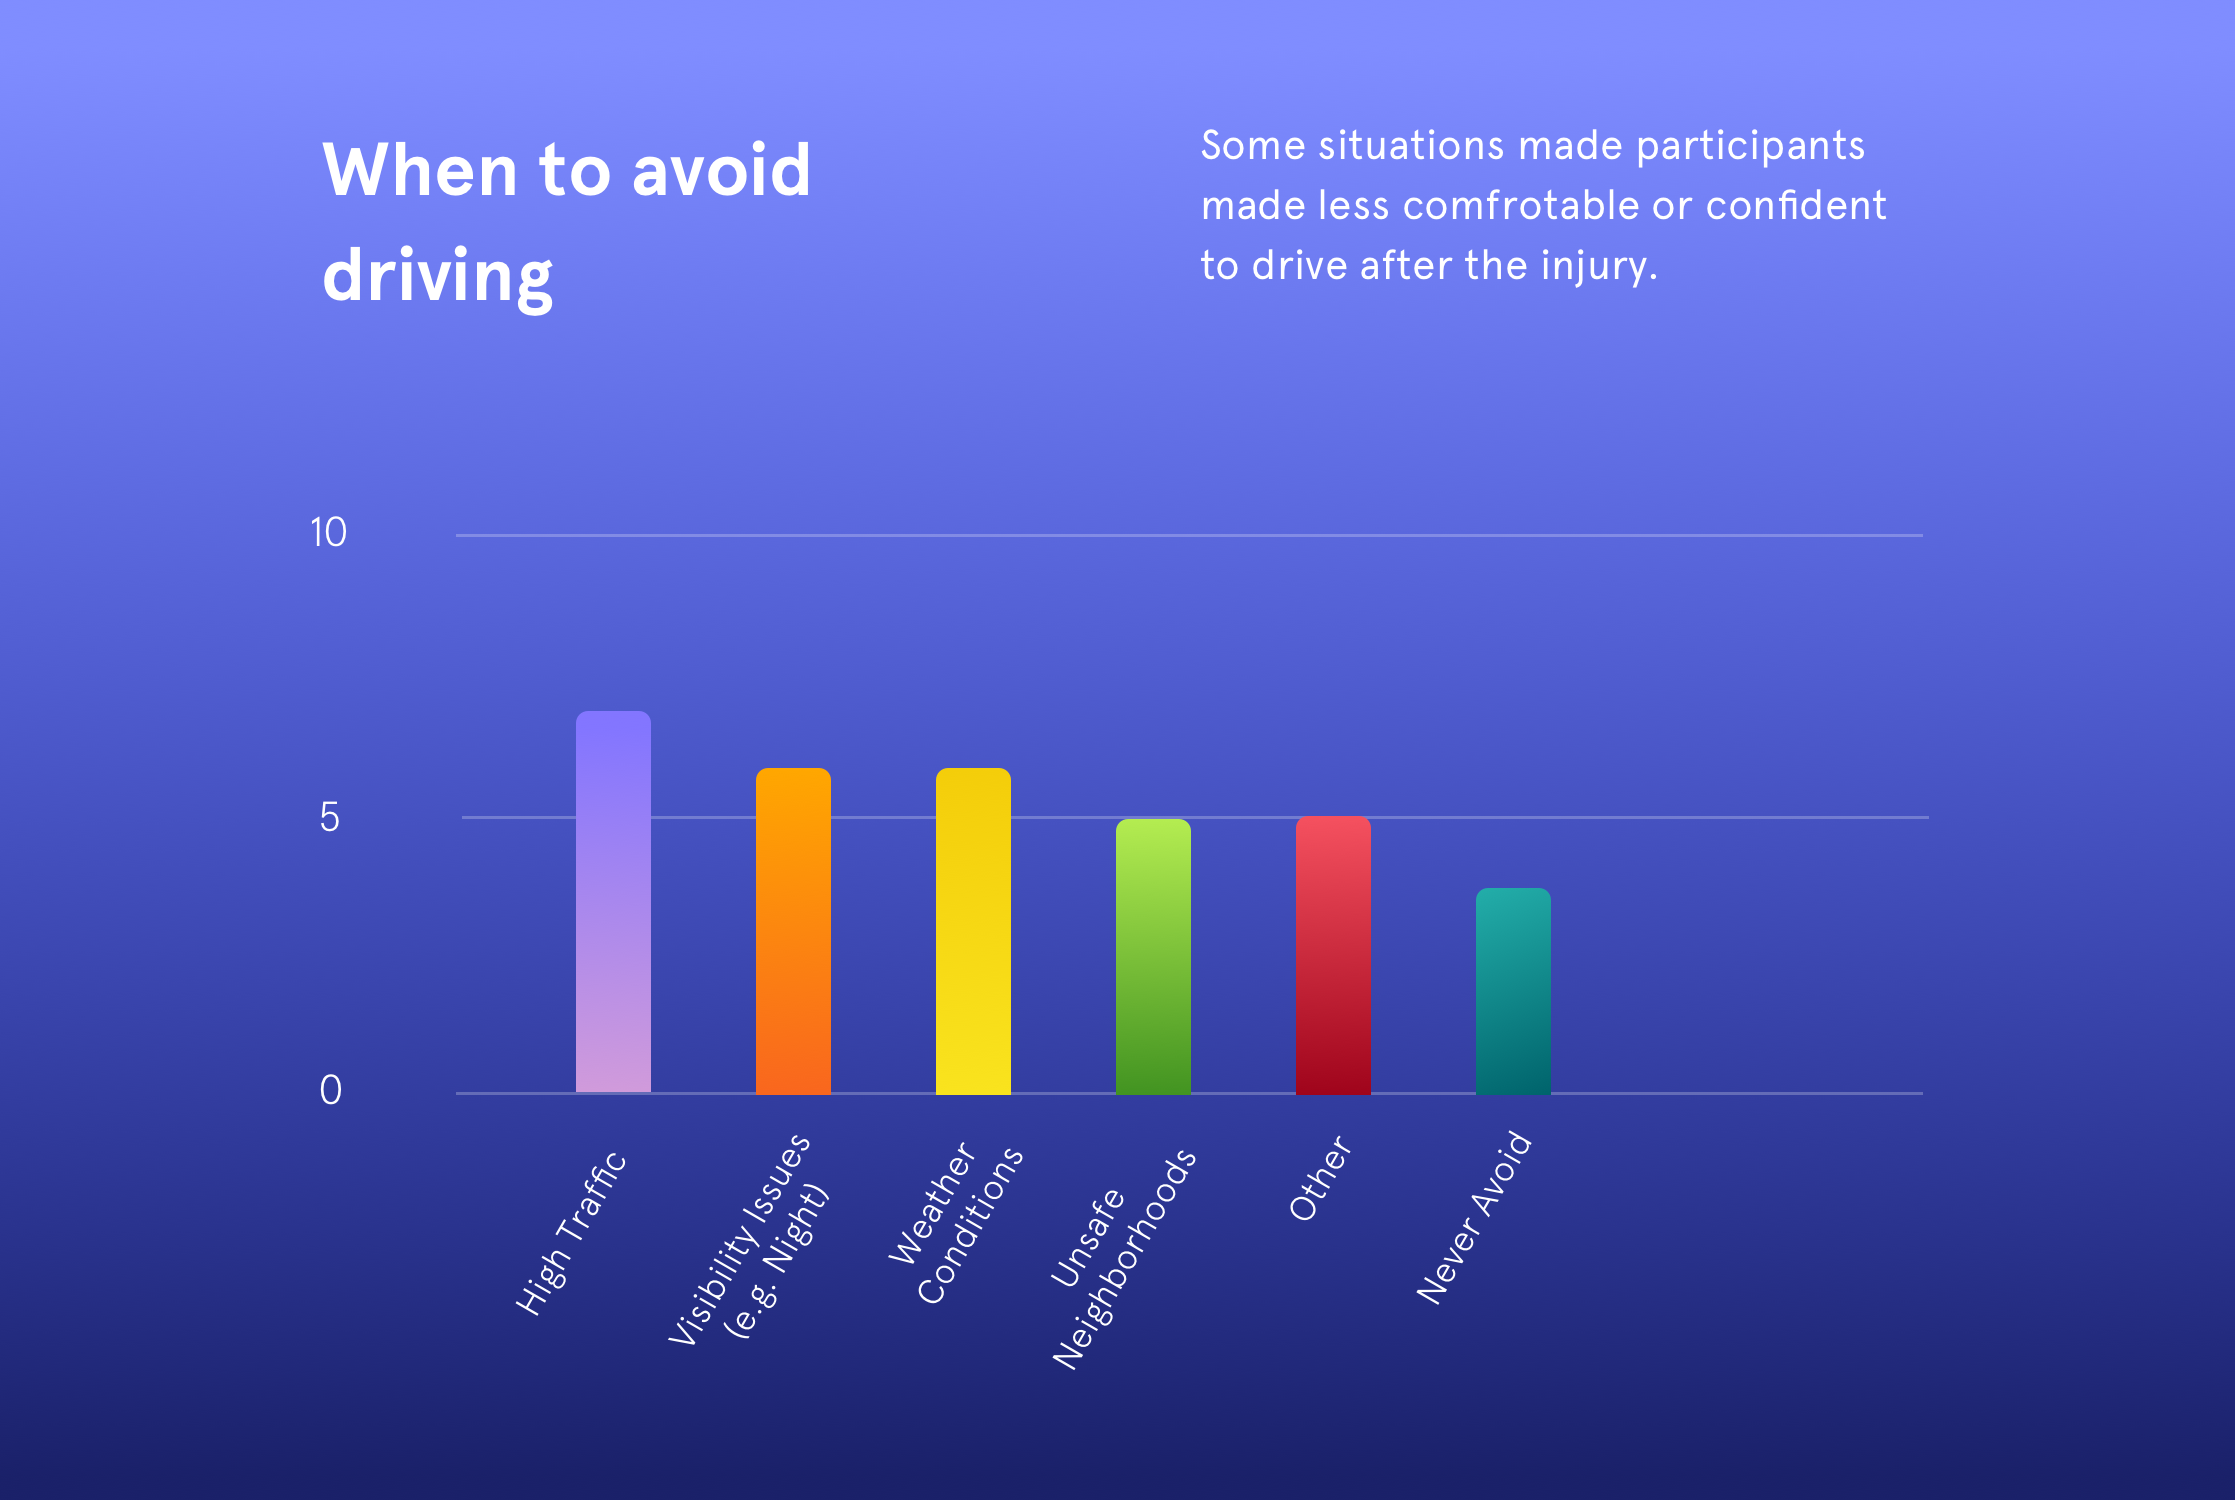 When to avoid
driving
Some situations made participants
made less comfrotable or confident
to drive after the injury.
10
5
0
High Traffic
Visibility Issues
(e.g. Night)
Weather
Conditions
Unsafe
Neighborhoods
Other
Never Avoid